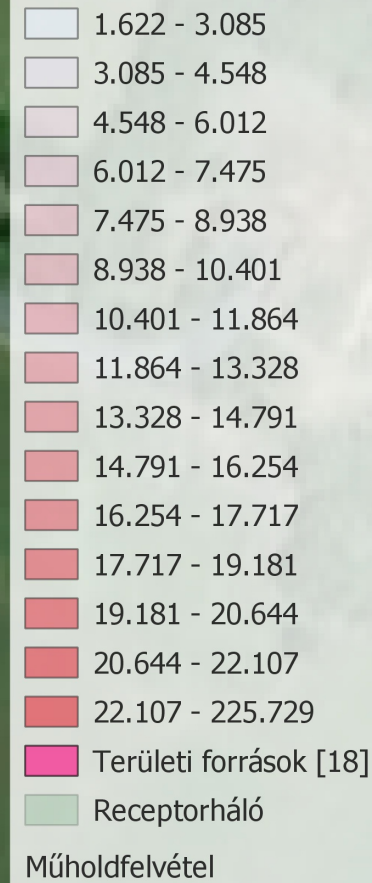 1.622 - 3.085
3.085 - 4.548
4.548 - 6.012
6.012 - 7.475
7.475 - 8.938
8.938 - 10.401
10.401 - 11.864
11.864 - 13.328
13.328 - 14.791
14.791 - 16.254
16.254 - 17.717
17.717 - 19.181
19.181 - 20.644
20.644 - 22.107
22.107 - 225.729
Területi források [18]
Receptorháló
Műholdfelvétel